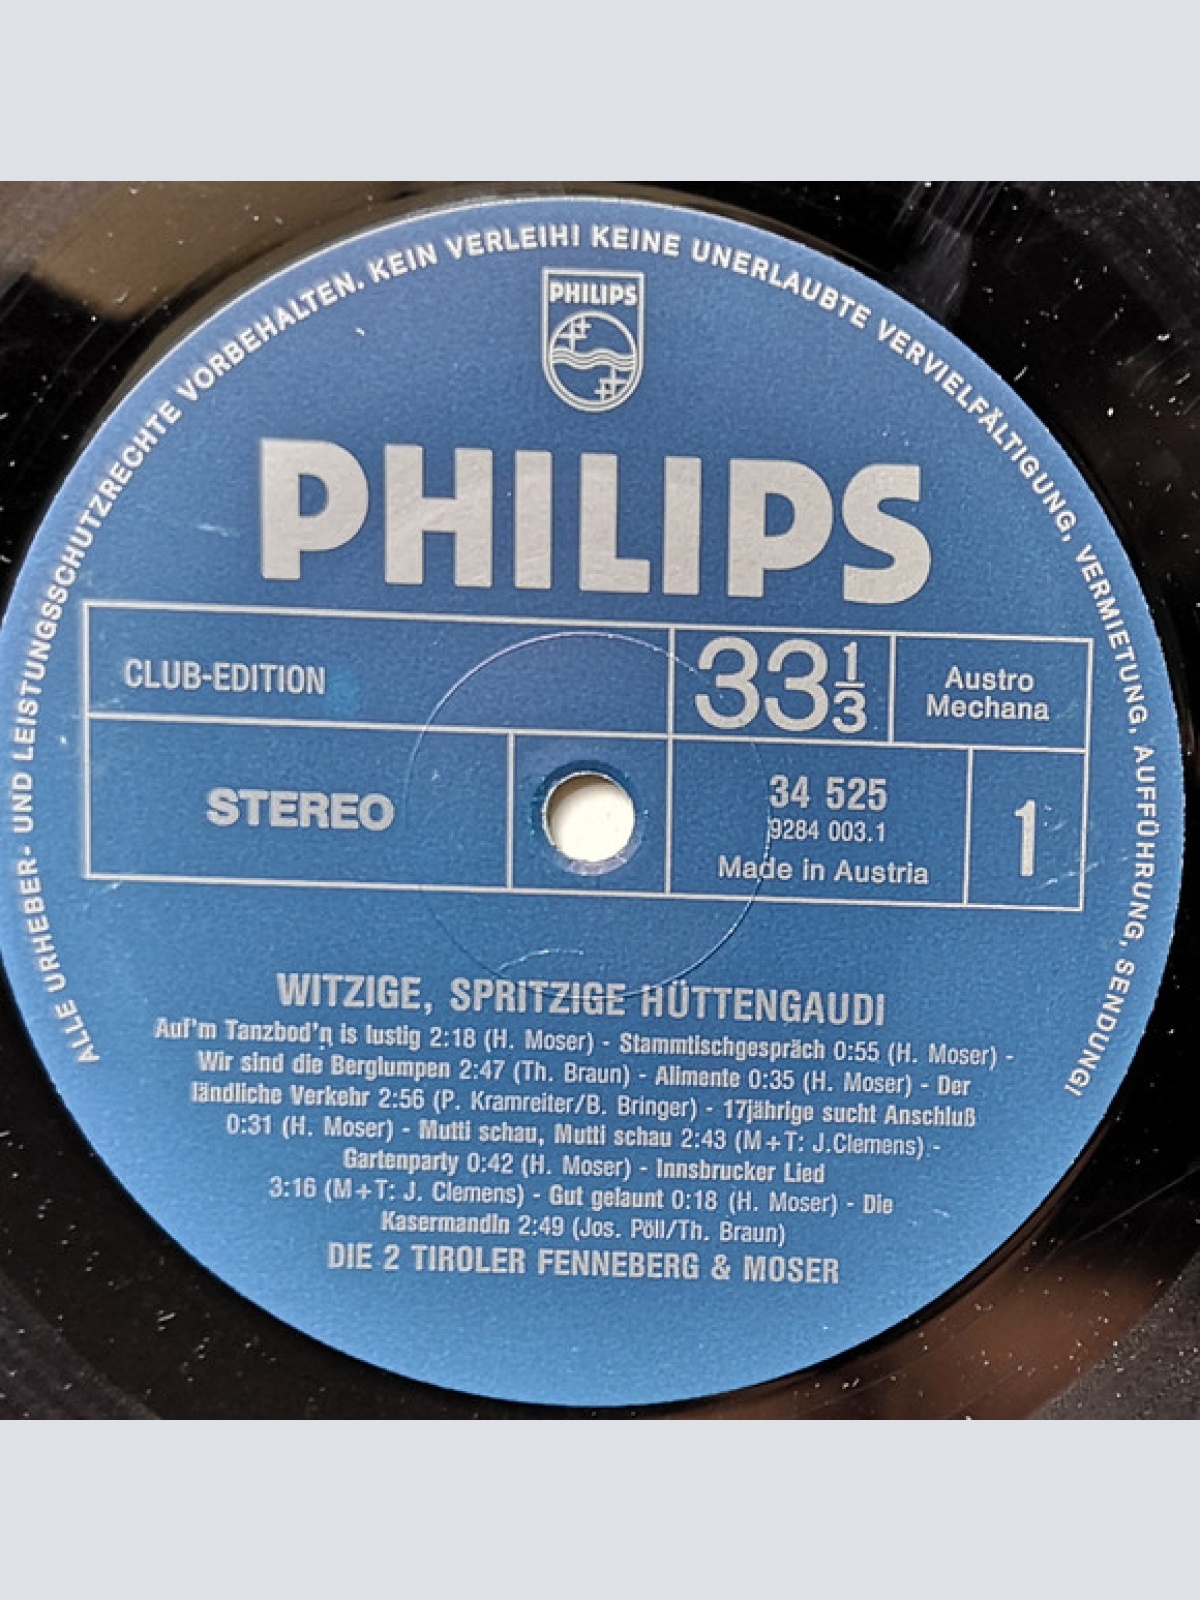 ALLE URHEBER- UND LEISTUNGSSCHUTZRECHTE VORBEHALTEN. KEIN VERLEIH! KEINE UNERLAUBTE VERVIELFÄLTIGUNG, VERMIETUNG, AUFFÜHRUNG, SENDUNG!
PHILIPS
PHILIPS
CLUB-EDITION
33 1/3
Austro
Mechana
STEREO
34 525
9284 003.1
Made in Austria
1
WITZIGE, SPRITZIGE HÜTTENGAUDI
Auf'm Tanzbod'n is lustig 2:18 (H. Moser) - Stammtischgespräch 0:55 (H. Moser) -
Wir sind die Berglumpen 2:47 (Th. Braun) - Alimente 0:35 (H. Moser) - Der
ländliche Verkehr 2:56 (P. Kramreiter/B. Bringer) - 17jährige sucht Anschluß
0:31 (H. Moser) - Mutti schau, Mutti schau 2:43 (M+T: J.Clemens) -
Gartenparty 0:42 (H. Moser) - Innsbrucker Lied
3:16 (M+T: J. Clemens) - Gut gelaunt 0:18 (H. Moser) - Die
Kasermandln 2:49 (Jos. Pöll/Th. Braun)
DIE 2 TIROLER FENNEBERG & MOSER